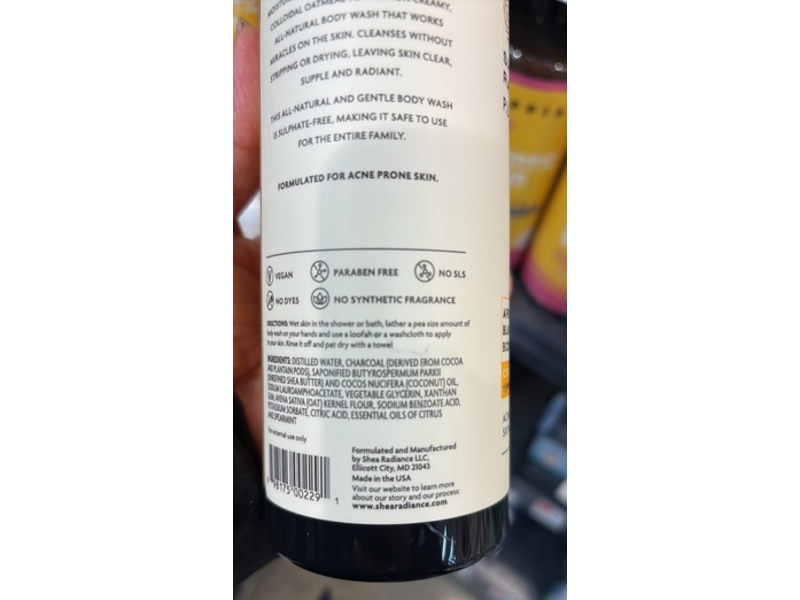 COLLOIDAL OATMEAL CREAMY,
ALL-NATURAL BODY WASH THAT WORKS
MIRACLES ON THE SKIN. CLEANSES WITHOUT
STRIPPING OR DRYING, LEAVING SKIN CLEAR,
SUPPLE AND RADIANT.
THIS ALL-NATURAL AND GENTLE BODY WASH
IS SULPHATE-FREE, MAKING IT SAFE TO USE
FOR THE ENTIRE FAMILY.
FORMULATED FOR ACNE PRONE SKIN.
VEGAN PARABEN FREE NO SLS
NO DYES NO SYNTHETIC FRAGRANCE
DIRECTIONS: Wet skin in the shower or bath, lather a pea size amount of
body wash on your hands and use a loofah or a washcloth to apply
to your skin. Rinse it off and pat dry with a towel
INGREDIENTS: DISTILLED WATER, CHARCOAL (DERIVED FROM COCOA
AND PLANTAIN PODS), SAPONIFIED BUTYROSPERMUM PARKII
(UNREFINED SHEA BUTTER) AND COCOS NUCIFERA (COCONUT) OIL,
SODIUM LAUROAMPHOACETATE, VEGETABLE GLYCERIN, XANTHAN
GUM, AVENA SATIVA (OAT) KERNEL FLOUR, SODIUM BENZOATE ACID,
POTASSIUM SORBATE, CITRIC ACID, ESSENTIAL OILS OF CITRUS
AND SPEARMINT
For external use only
Formulated and Manufactured
by Shea Radiance LLC,
Ellicott City, MD 21043
Made in the USA
Visit our website to learn more
about our story and our process:
www.shearadiance.com
98175 00229 1